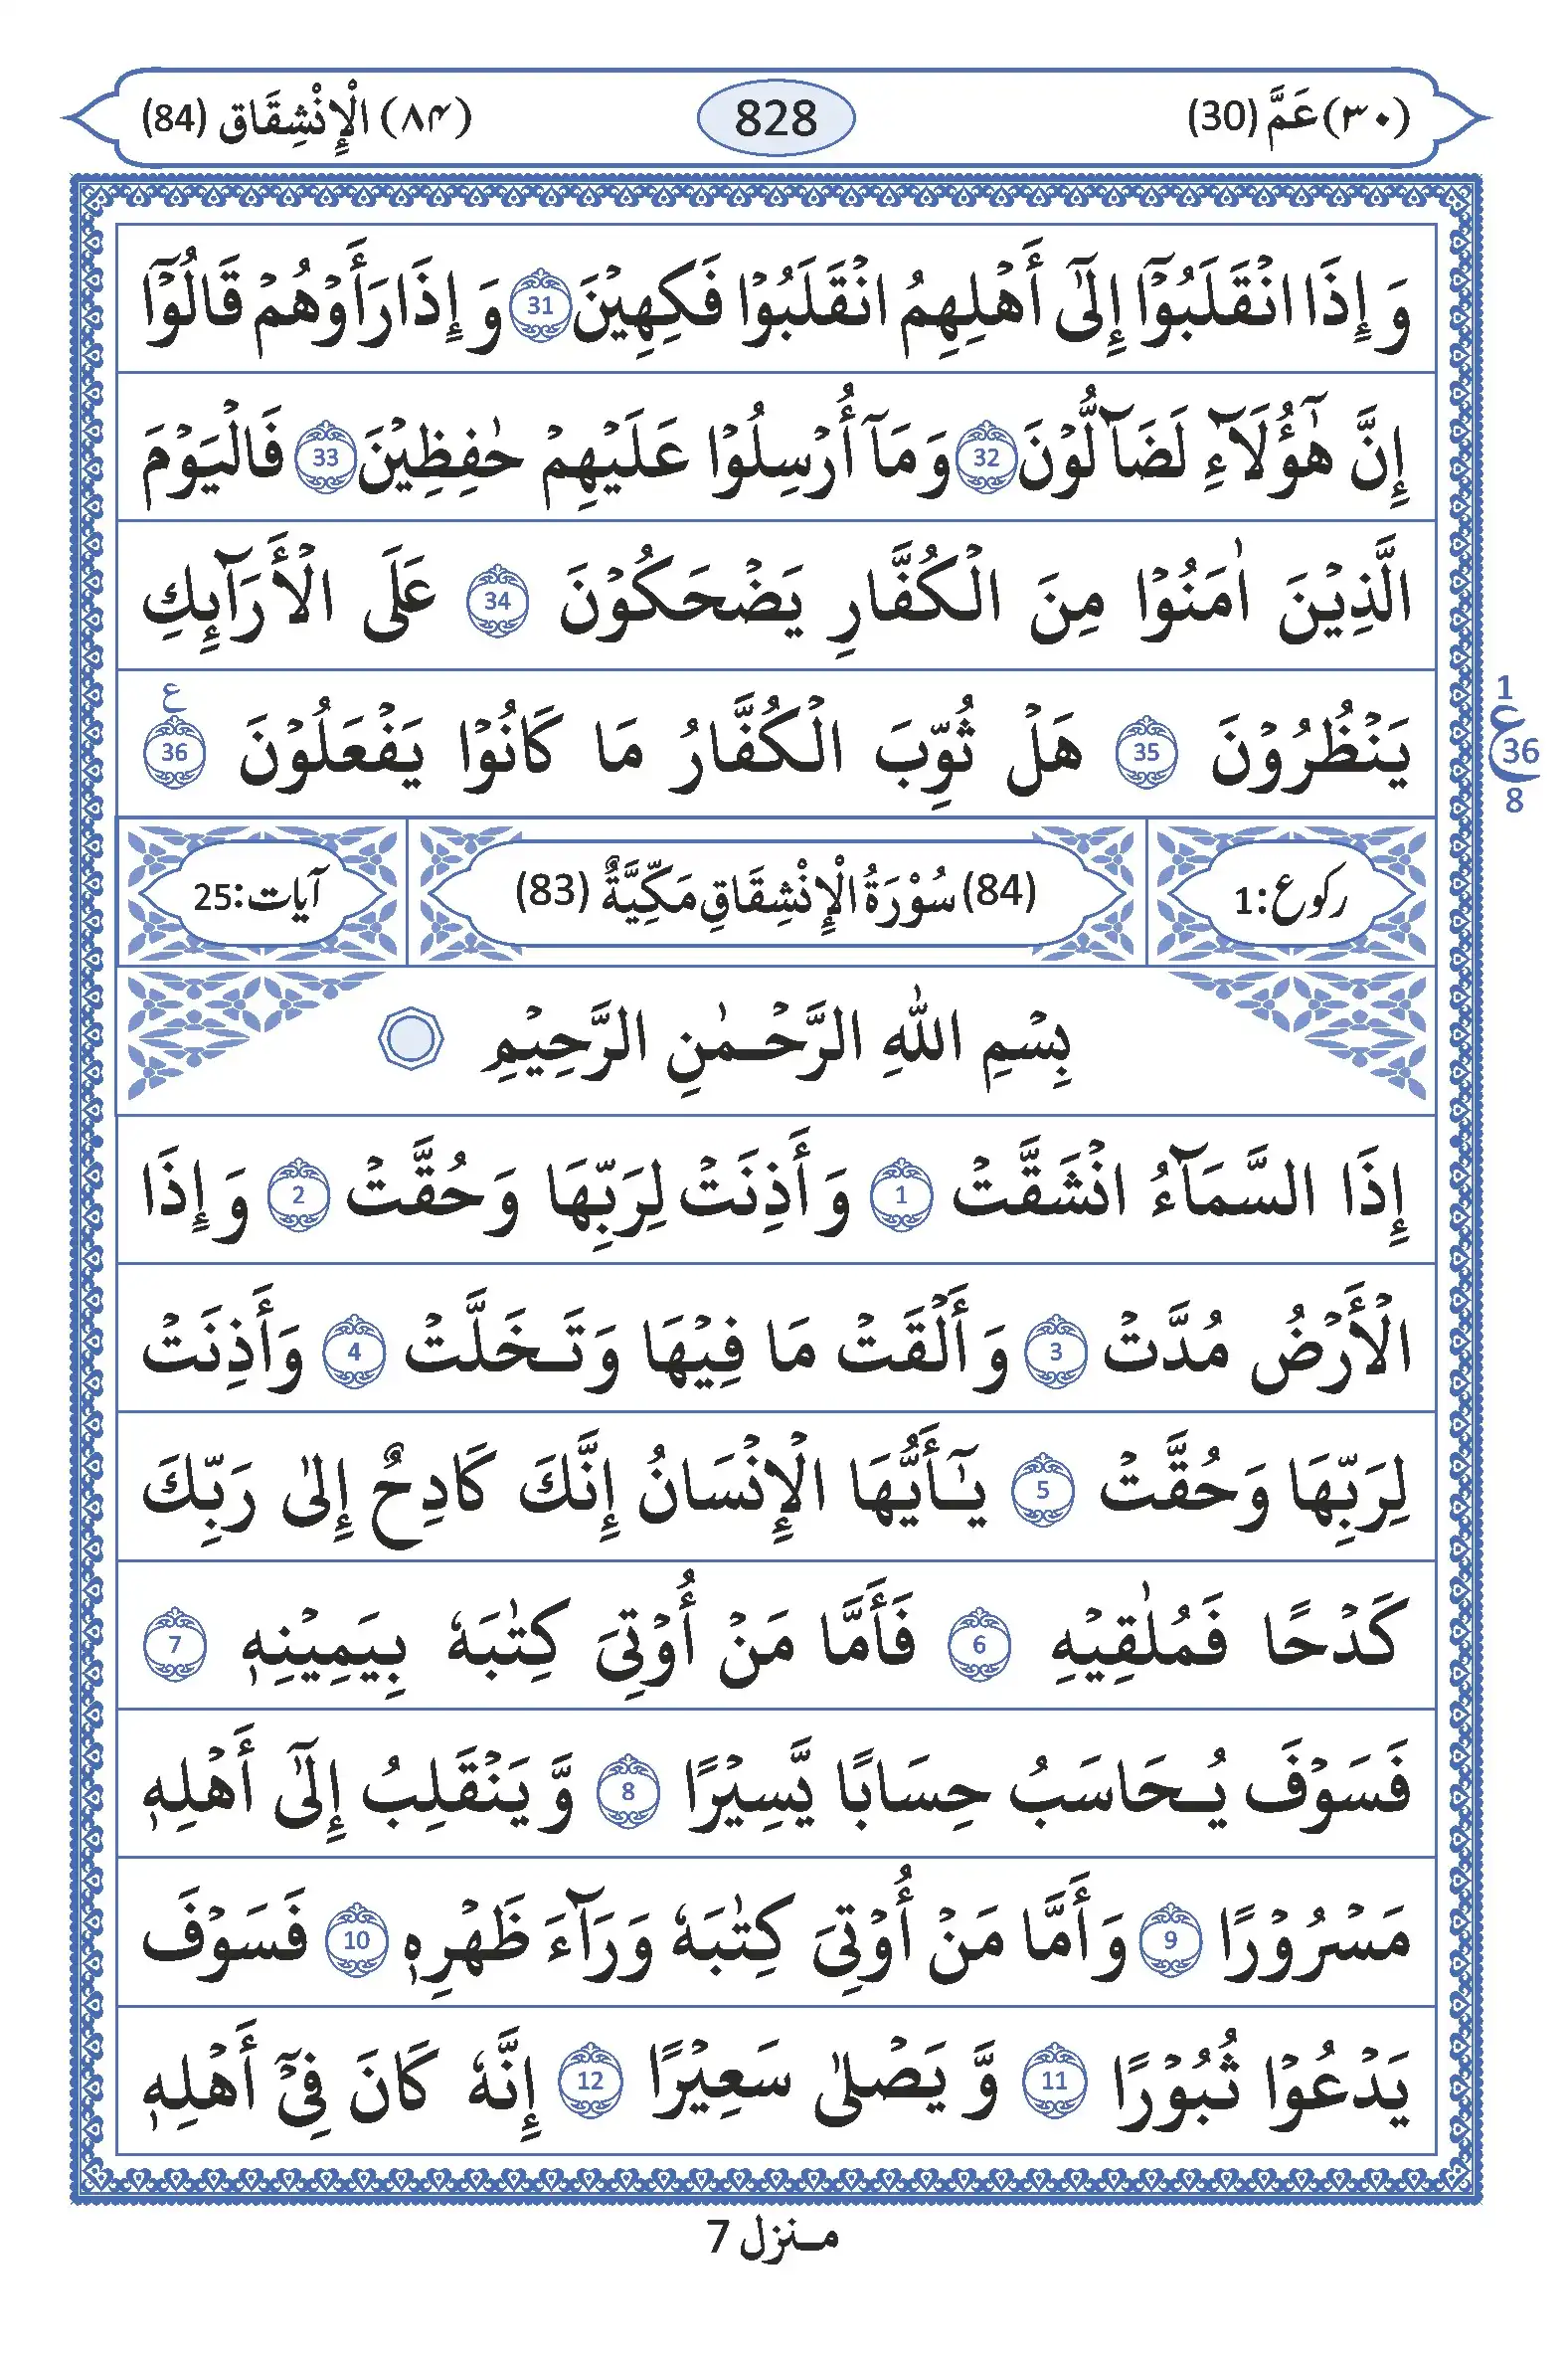 (۳۰) عَمَّ (30) 828 (۸۴) الْاِنْشِقَاق (84)
وَ إِذَا انْقَلَبُوْٓا إِلٰٓى أَهْلِهِمُ انْقَلَبُوْا فَكِهِيْنَ 31 وَ إِذَا رَأَوْهُمْ قَالُوْٓا
إِنَّ هٰٓؤُلَآءِ لَضَآلُّوْنَ 32 وَ مَآ أُرْسِلُوْا عَلَيْهِمْ حٰفِظِيْنَ 33 فَالْيَوْمَ
الَّذِيْنَ اٰمَنُوْا مِنَ الْكُفَّارِ يَضْحَكُوْنَ 34 عَلَى الْأَرَآئِكِ
يَنْظُرُوْنَ 35 هَلْ ثُوِّبَ الْكُفَّارُ مَا كَانُوْا يَفْعَلُوْنَ 36 ع
1 ع 36 8
رکوع:1 (84) سُوْرَةُ الْإِنْشِقَاقِ مَكِّيَّةٌ (83) آیات:25
بِسْمِ اللّٰهِ الرَّحْمٰنِ الرَّحِيْمِ
إِذَا السَّمَآءُ انْشَقَّتْ 1 وَ أَذِنَتْ لِرَبِّهَا وَ حُقَّتْ 2 وَ إِذَا
الْأَرْضُ مُدَّتْ 3 وَ أَلْقَتْ مَا فِيْهَا وَ تَخَلَّتْ 4 وَ أَذِنَتْ
لِرَبِّهَا وَ حُقَّتْ 5 يٰٓأَيُّهَا الْإِنْسَانُ إِنَّكَ كَادِحٌ إِلٰى رَبِّكَ
كَدْحًا فَمُلٰقِيْهِ 6 فَأَمَّا مَنْ أُوْتِىَ كِتٰبَهٗ بِيَمِيْنِهٖ 7
فَسَوْفَ يُحَاسَبُ حِسَابًا يَّسِيْرًا 8 وَّ يَنْقَلِبُ إِلٰٓى أَهْلِهٖ
مَسْرُوْرًا 9 وَ أَمَّا مَنْ أُوْتِىَ كِتٰبَهٗ وَرَآءَ ظَهْرِهٖ 10 فَسَوْفَ
يَدْعُوْا ثُبُوْرًا 11 وَّ يَصْلٰى سَعِيْرًا 12 إِنَّهٗ كَانَ فِىْٓ أَهْلِهٖ
منزل 7